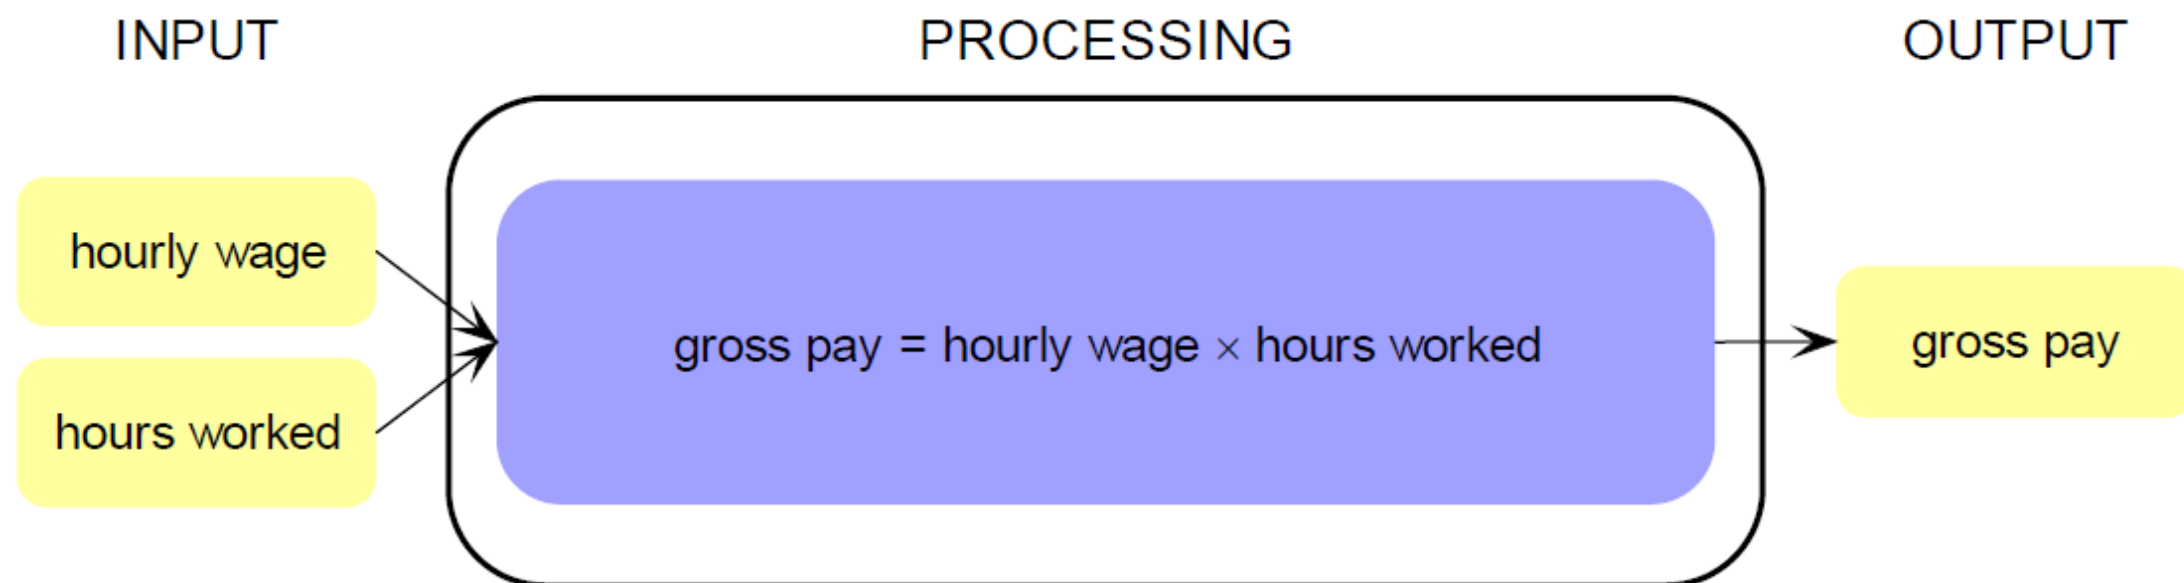 INPUT
PROCESSING
OUTPUT
hourly wage
hours worked
gross pay = hourly wage × hours worked
gross pay